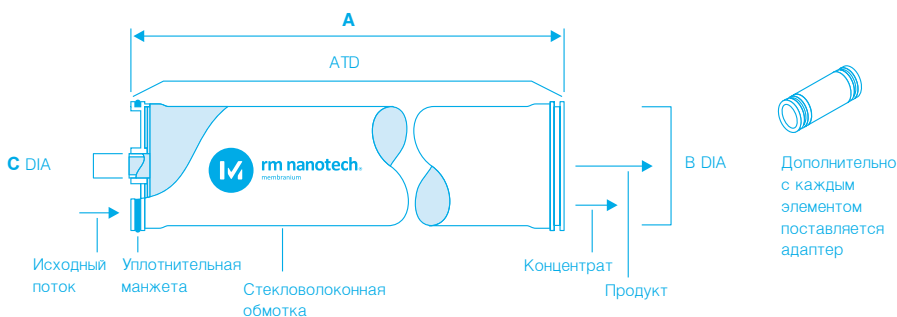 A
ATD
C DIA
rm nanotech®
membranium
B DIA
Исходный
поток
Уплотнительная
манжета
Стекловолоконная
обмотка
Концентрат
Продукт
Дополнительно
с каждым
элементом
поставляется
адаптер